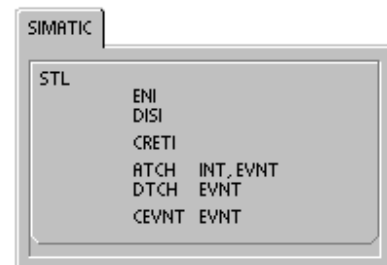 SIMATIC
STL
ENI
DISI
CRETI
ATCH INT, EVNT
DTCH EVNT
CEVNT EVNT